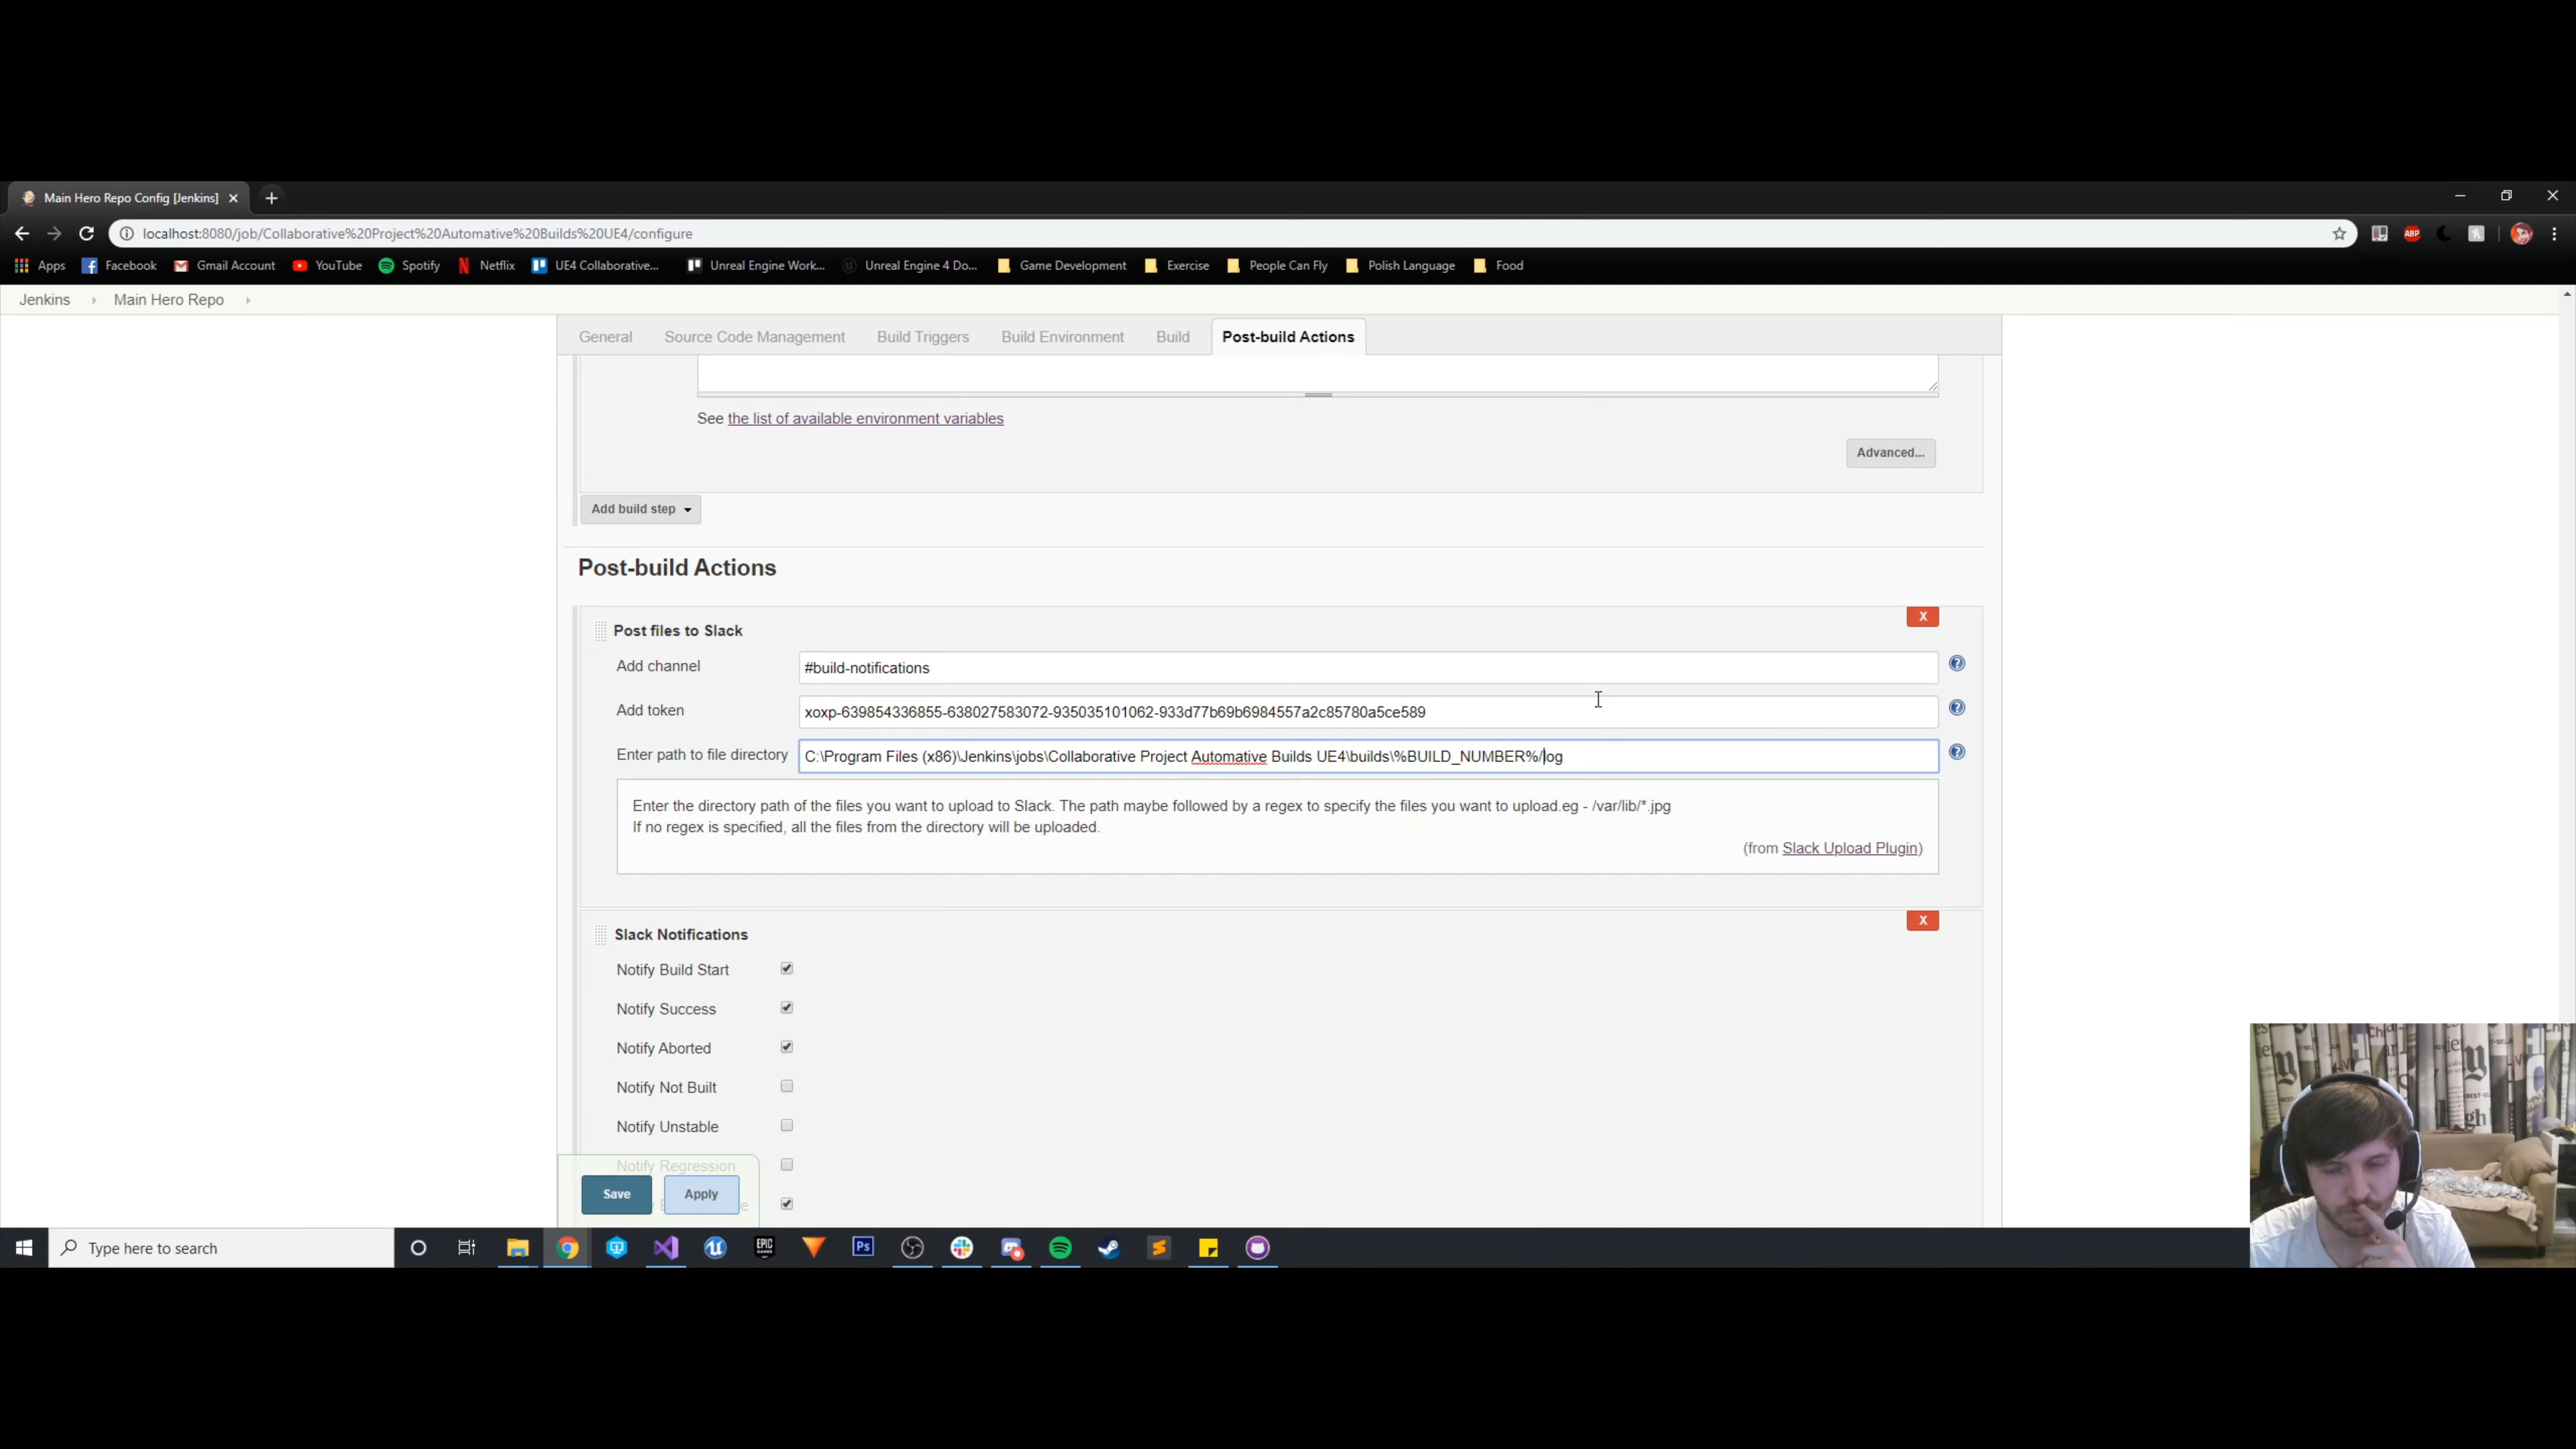 Main Hero Repo Config [Jenkins]
localhost:8080/job/Collaborative%20Project%20Automative%20Builds%20UE4/configure
Apps Facebook Gmail Account YouTube Spotify Netflix UE4 Collaborative... Unreal Engine Work... Unreal Engine 4 Do... Game Development Exercise People Can Fly Polish Language Food
Jenkins Main Hero Repo
General Source Code Management Build Triggers Build Environment Build Post-build Actions
See the list of available environment variables
Advanced...
Add build step
Post-build Actions
X
Post files to Slack
Add channel #build-notifications
Add token xoxp-639854336855-638027583072-935035101062-933d77b69b6984557a2c85780a5ce589
Enter path to file directory C:\Program Files (x86)\Jenkins\jobs\Collaborative Project Automative Builds UE4\builds\%BUILD_NUMBER%/log
Enter the directory path of the files you want to upload to Slack. The path maybe followed by a regex to specify the files you want to upload.eg - /var/lib/*.jpg
If no regex is specified, all the files from the directory will be uploaded.
(from Slack Upload Plugin)
X
Slack Notifications
Notify Build Start
Notify Success
Notify Aborted
Notify Not Built
Notify Unstable
Notify Regression
Save Apply
Type here to search